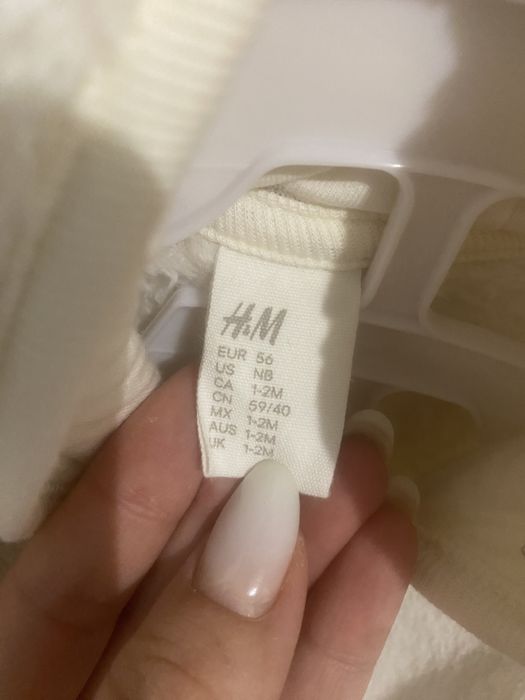 H&M
EUR 56
US NB
CA 1-2M
CN 59/40
MX 1-2M
AUS 1-2M
UK 1-2M